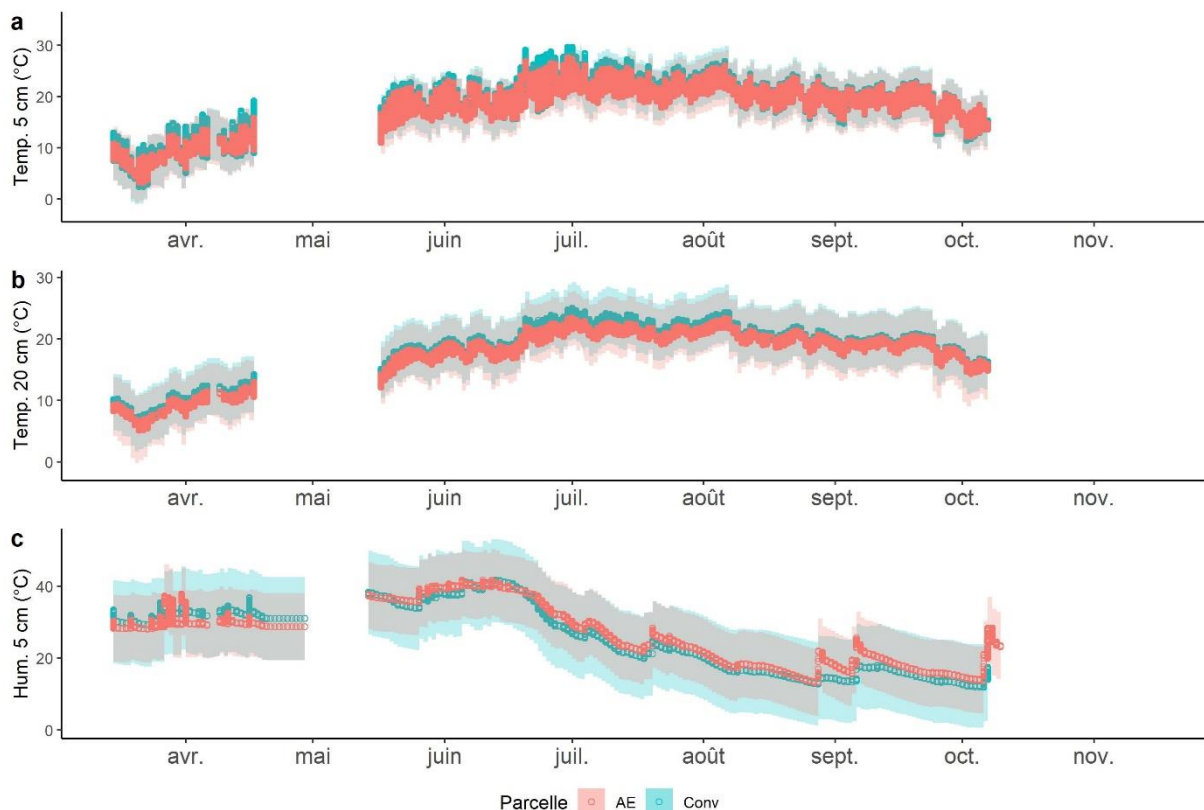 a
Temp. 5 cm (°C)
30
20
10
0
avr. mai juin juil. août sept. oct. nov.
b
Temp. 20 cm (°C)
30
20
10
0
avr. mai juin juil. août sept. oct. nov.
c
Hum. 5 cm (°C)
40
20
0
avr. mai juin juil. août sept. oct. nov.
Parcelle AE Conv